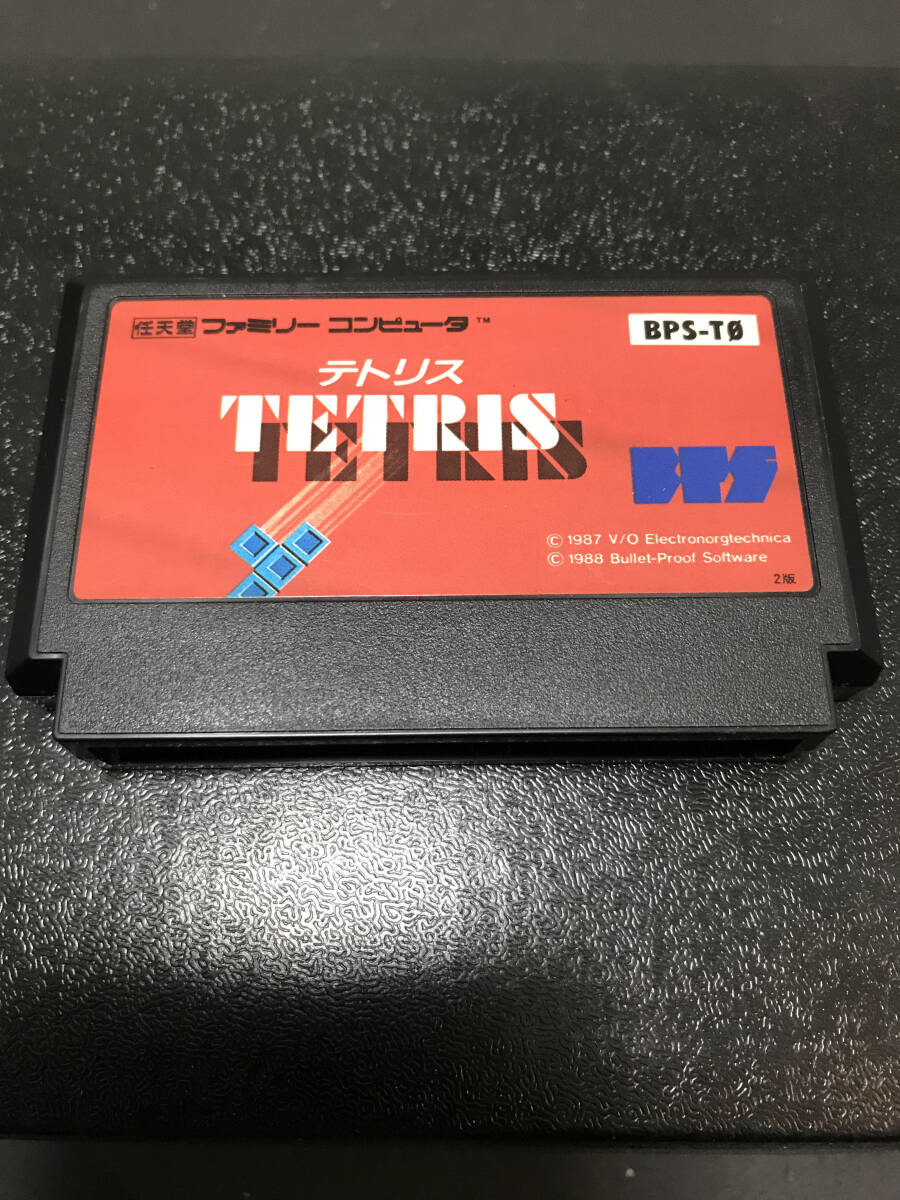 任天堂 ファミリー コンピュータ™
BPS-TØ
テトリス
TETRIS
BPS
© 1987 V/O Electronorgtechnica
© 1988 Bullet-Proof Software
2版